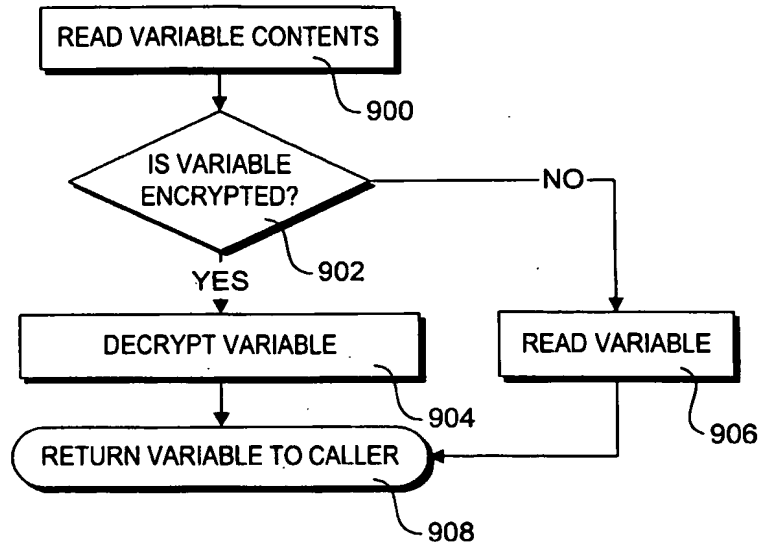 READ VARIABLE CONTENTS
900
IS VARIABLE
ENCRYPTED?
902
NO
YES
DECRYPT VARIABLE
904
READ VARIABLE
906
RETURN VARIABLE TO CALLER
908